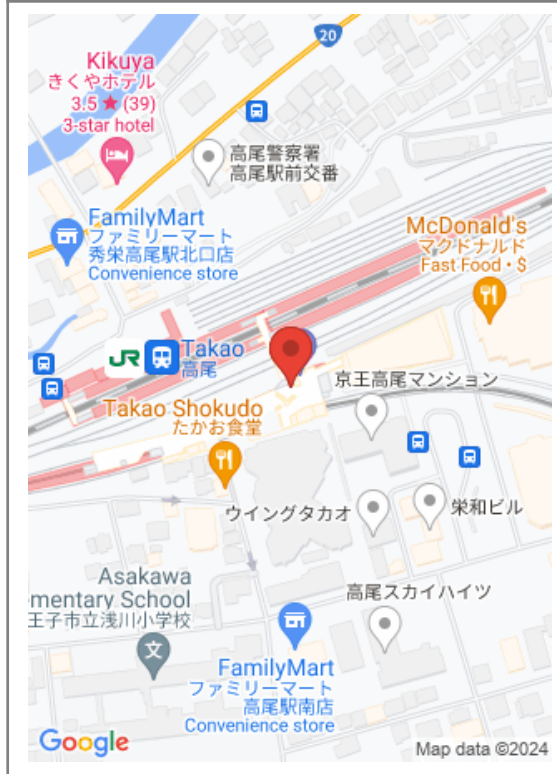 20
Kikuya
きくやホテル
3.5 ★ (39)
3-star hotel
高尾警察署
高尾駅前交番
FamilyMart
ファミリーマート
秀栄高尾駅北口店
Convenience store
McDonald's
マクドナルド
Fast Food・$
JR
Takao
高尾
京王高尾マンション
Takao Shokudo
たかお食堂
ウイングタカオ
栄和ビル
Asakawa
ementary School
王子市立浅川小学校
文
高尾スカイハイツ
FamilyMart
ファミリーマート
高尾駅南店
Convenience store
Google
Map data ©2024